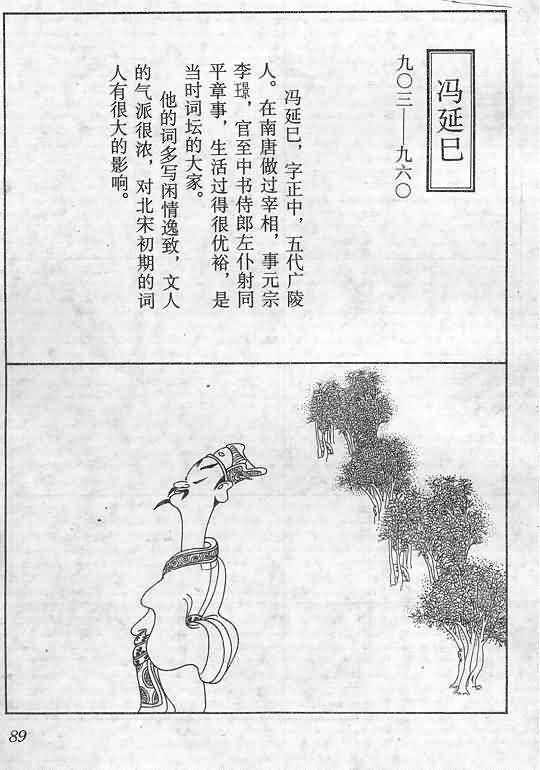 冯延巳
九〇三—九六〇
冯延巳，字正中，五代广陵
人。在南唐做过宰相，事元宗
李璟，官至中书侍郎左仆射同
平章事，生活过得很优裕，是
当时词坛的大家。
他的词多写闲情逸致，文人
的气派很浓，对北宋初期的词
人有很大的影响。
89